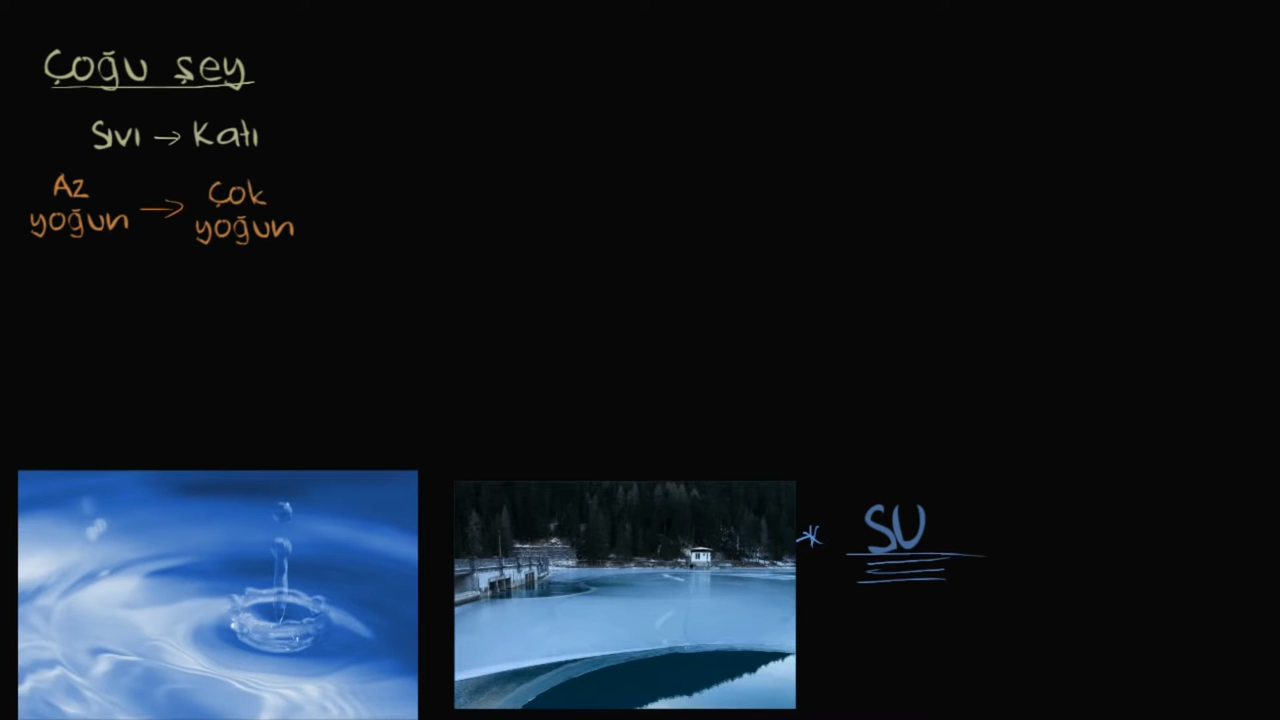 Çoğu şey
Sıvı → Katı
Az yoğun → Çok yoğun
* SU